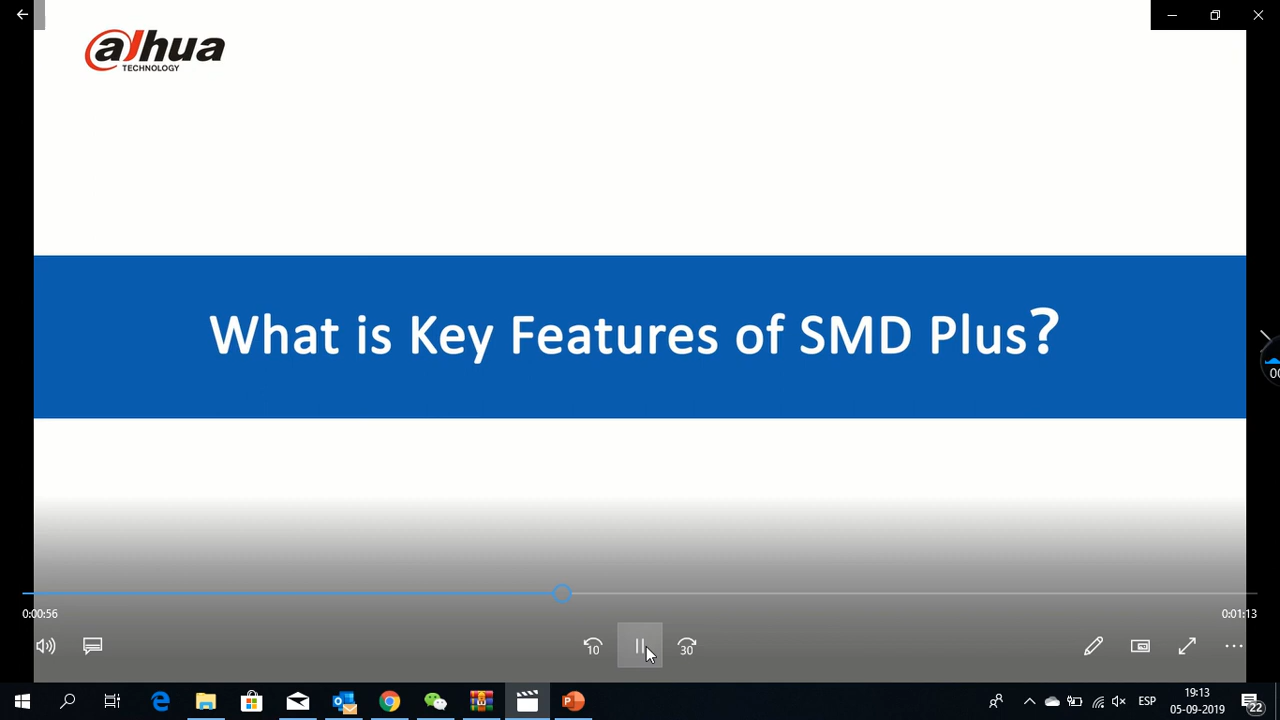 alhua
TECHNOLOGY
What is Key Features of SMD Plus?
0:00:56
0:01:13
10
30
00
ESP
19:13
05-09-2019
22